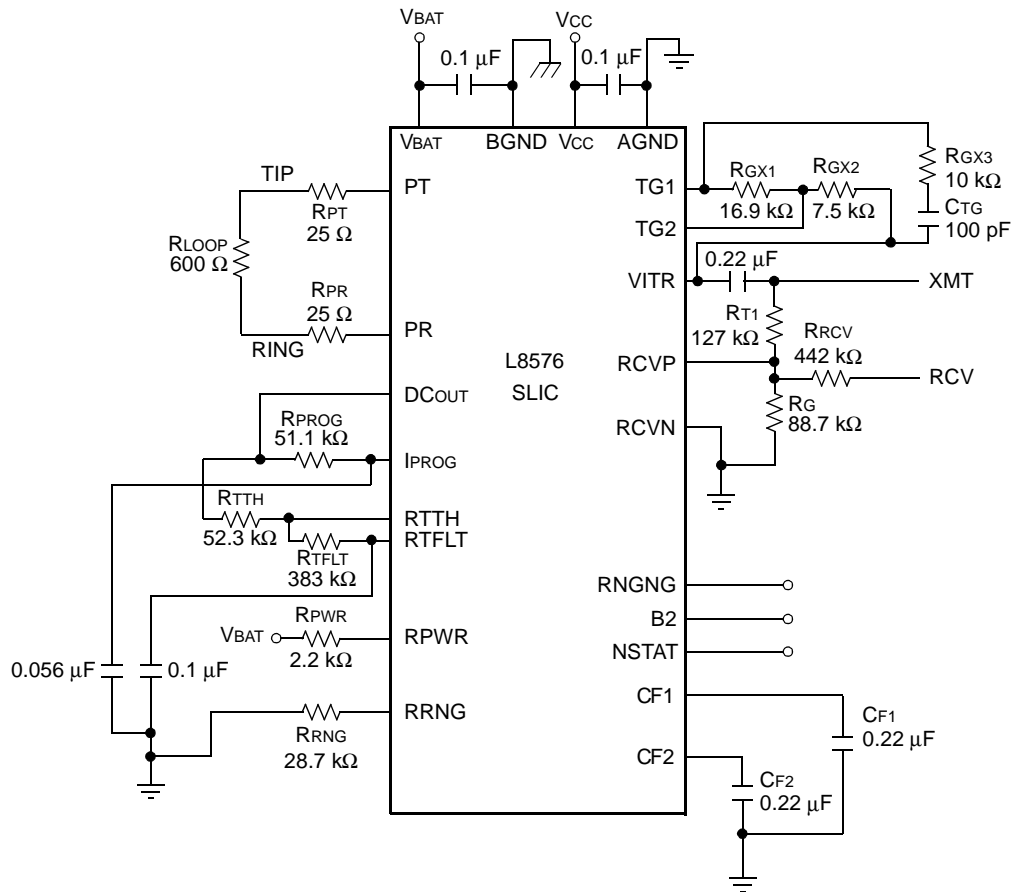 VBAT
VCC
0.1 µF
0.1 µF
VBAT
BGND
VCC
AGND
TIP
PT
RPT
25 Ω
RLOOP
600 Ω
RPR
25 Ω
RING
PR
L8576
SLIC
DCOUT
RPROG
51.1 kΩ
IPROG
RTTH
52.3 kΩ
RTTH
RTFLT
RTFLT
383 kΩ
VBAT
RPWR
2.2 kΩ
RPWR
0.056 µF
0.1 µF
RRNG
RRNG
28.7 kΩ
TG1
RGX1
16.9 kΩ
RGX2
7.5 kΩ
RGX3
10 kΩ
CTG
100 pF
TG2
0.22 µF
VITR
XMT
RT1
127 kΩ
RRCV
442 kΩ
RCVP
RCV
RG
88.7 kΩ
RCVN
RNGNG
B2
NSTAT
CF1
CF1
0.22 µF
CF2
CF2
0.22 µF